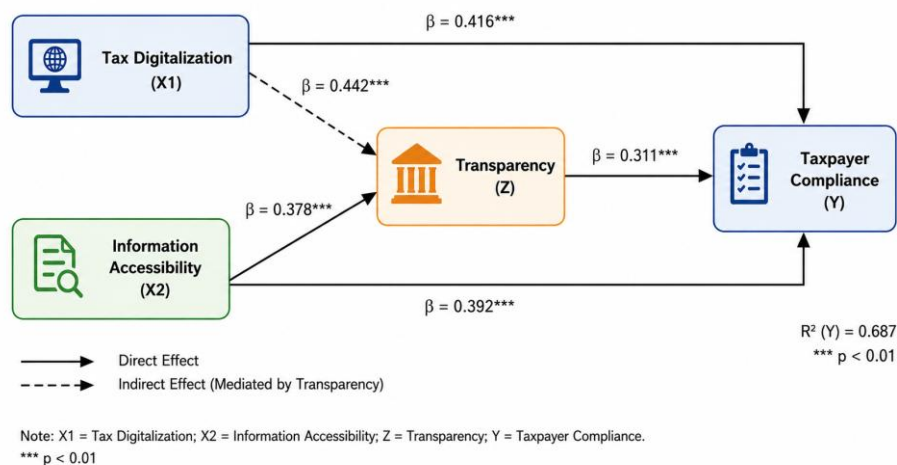 β = 0.416***
Tax Digitalization
(X1)
β = 0.442***
Transparency
(Z)
β = 0.311***
Taxpayer
Compliance
(Y)
β = 0.378***
Information
Accessibility
(X2)
β = 0.392***
R² (Y) = 0.687
*** p < 0.01
Direct Effect
Indirect Effect (Mediated by Transparency)
Note: X1 = Tax Digitalization; X2 = Information Accessibility; Z = Transparency; Y = Taxpayer Compliance.
*** p < 0.01